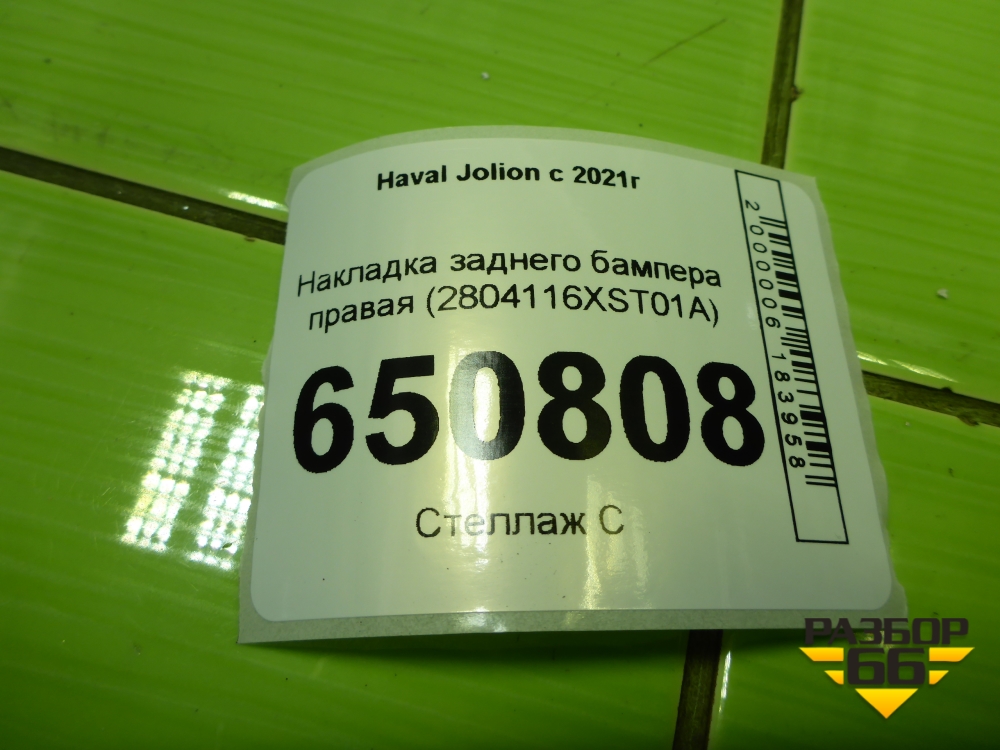 Haval Jolion с 2021г
Накладка заднего бампера
правая (2804116XST01A)
650808
Стеллаж С
2000006183958
РАЗБОР
66